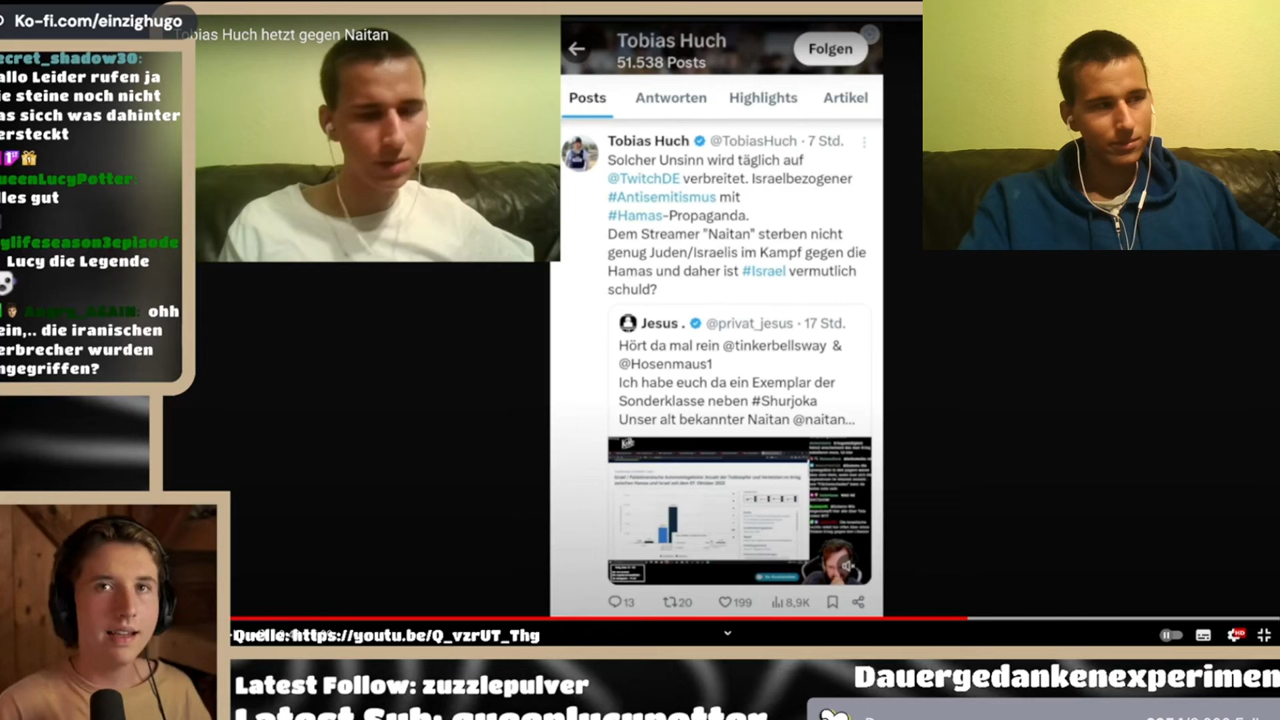 Ko-fi.com/einzighugo
Tobias Huch hetzt gegen Naitan
ecret_shadow30:
allo Leider rufen ja
ie steine noch nicht
as sicch was dahinter
ersteckt
ueenLucyPotter:
lles gut
ylifeseason3episode
Lucy die Legende
ohh
ein,.. die iranischen
erbrecher wurden
ngegriffen?
Tobias Huch
51.538 Posts
Folgen
Posts
Antworten
Highlights
Artikel
Tobias Huch @TobiasHuch · 7 Std.
Solcher Unsinn wird täglich auf
@TwitchDE verbreitet. Israelbezogener
#Antisemitismus mit
#Hamas-Propaganda.
Dem Streamer "Naitan" sterben nicht
genug Juden/Israelis im Kampf gegen die
Hamas und daher ist #Israel vermutlich
schuld?
Jesus . @privat_jesus · 17 Std.
Hört da mal rein @tinkerbellsway &
@Hosenmaus1
Ich habe euch da ein Exemplar der
Sonderklasse neben #Shurjoka
Unser alt bekannter Naitan @naitan...
13
20
199
8,9K
Quelle:https://youtu.be/Q_vzrUT_Thg
HD
Latest Follow: zuzzlepulver
Latest Sub: queenlucypotter
Dauergedankenexperimen